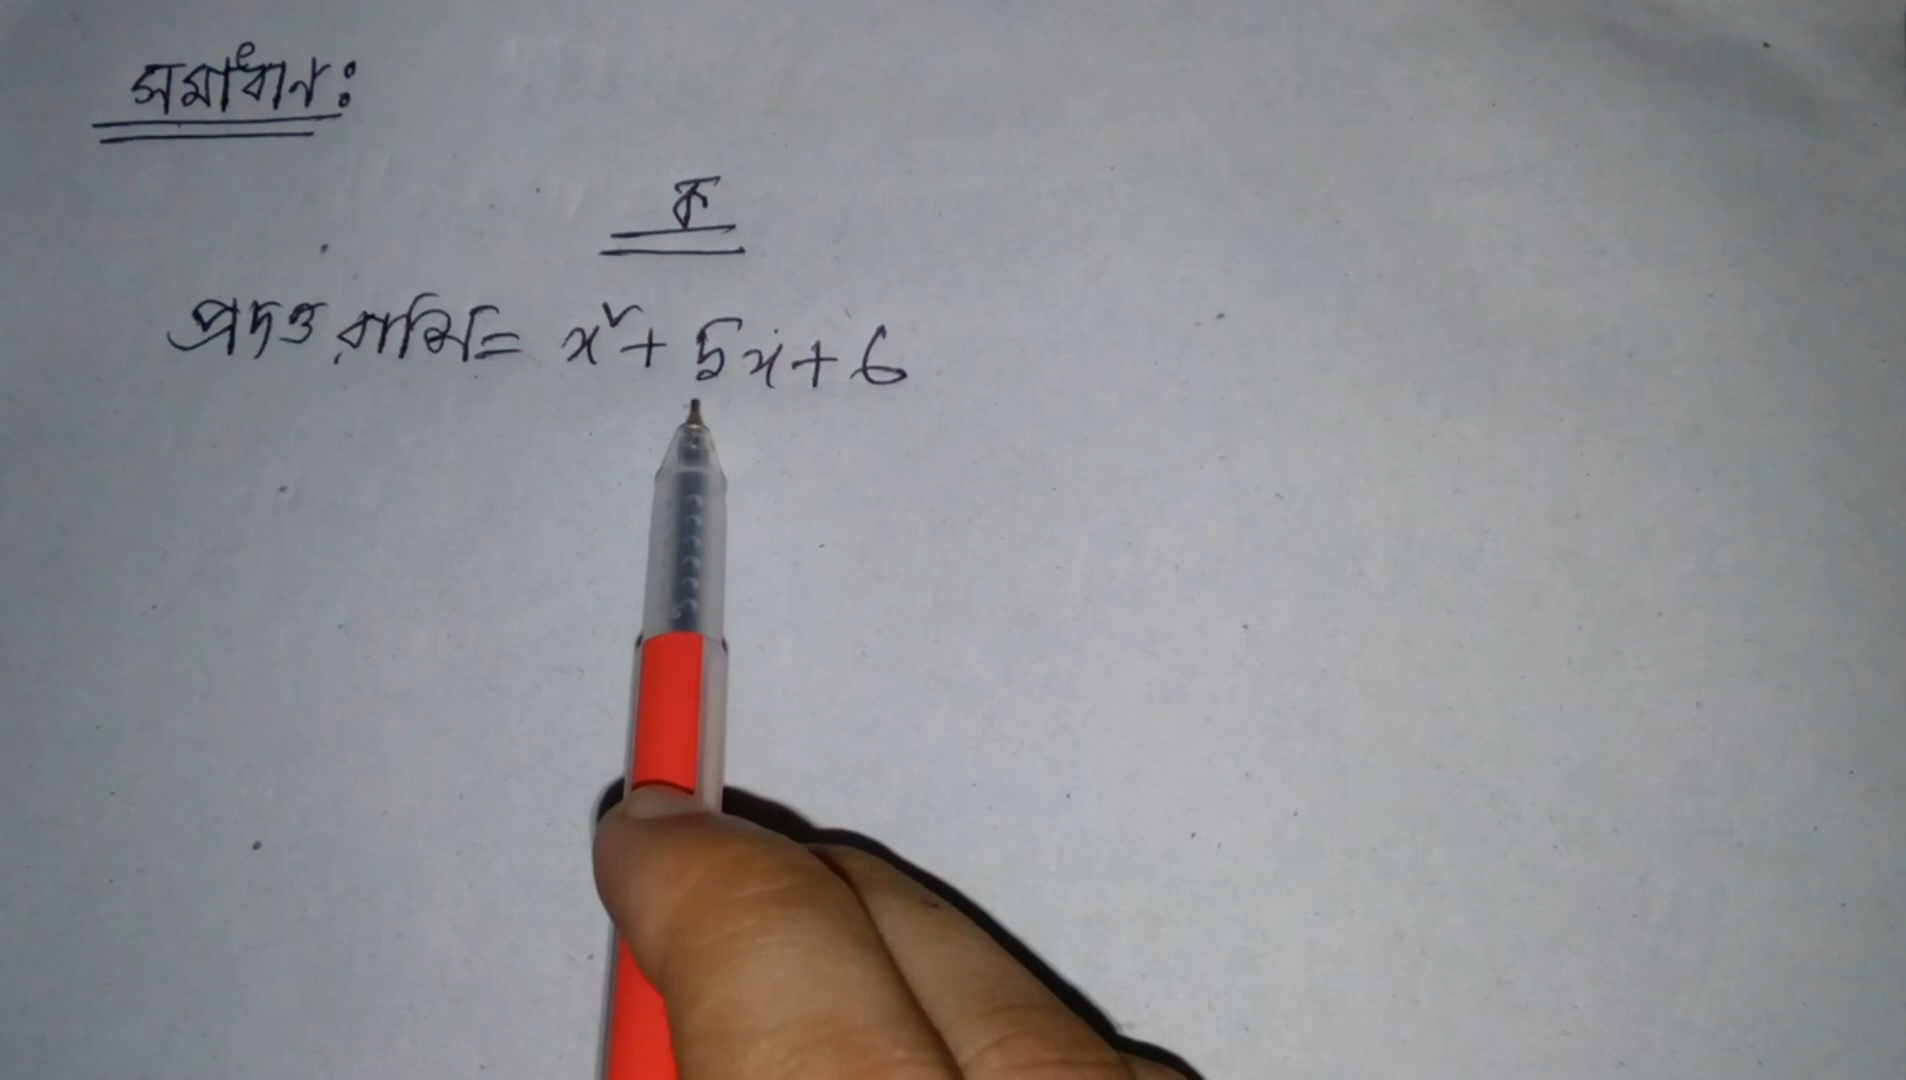 সমাধান:
ক
প্রদত্ত রাশি = x² + 5x + 6